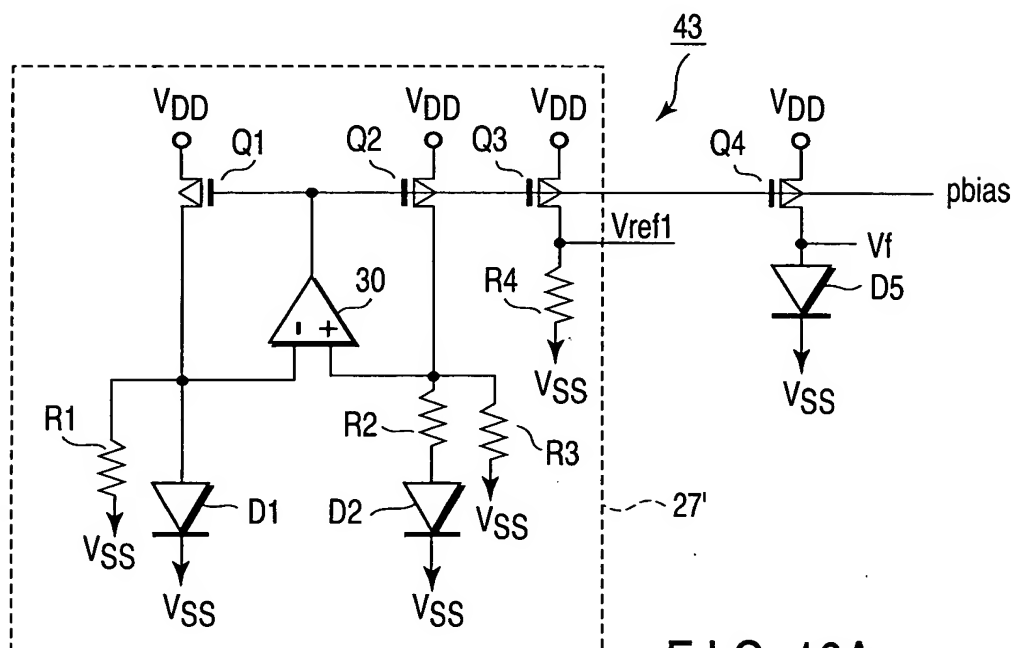 43
VDD
VDD
VDD
VDD
Q1
Q2
Q3
Q4
pbias
Vref1
Vf
30
R4
D5
- +
VSS
VSS
R1
R2
R3
D1
D2
27'
VSS
VSS
VSS
VSS